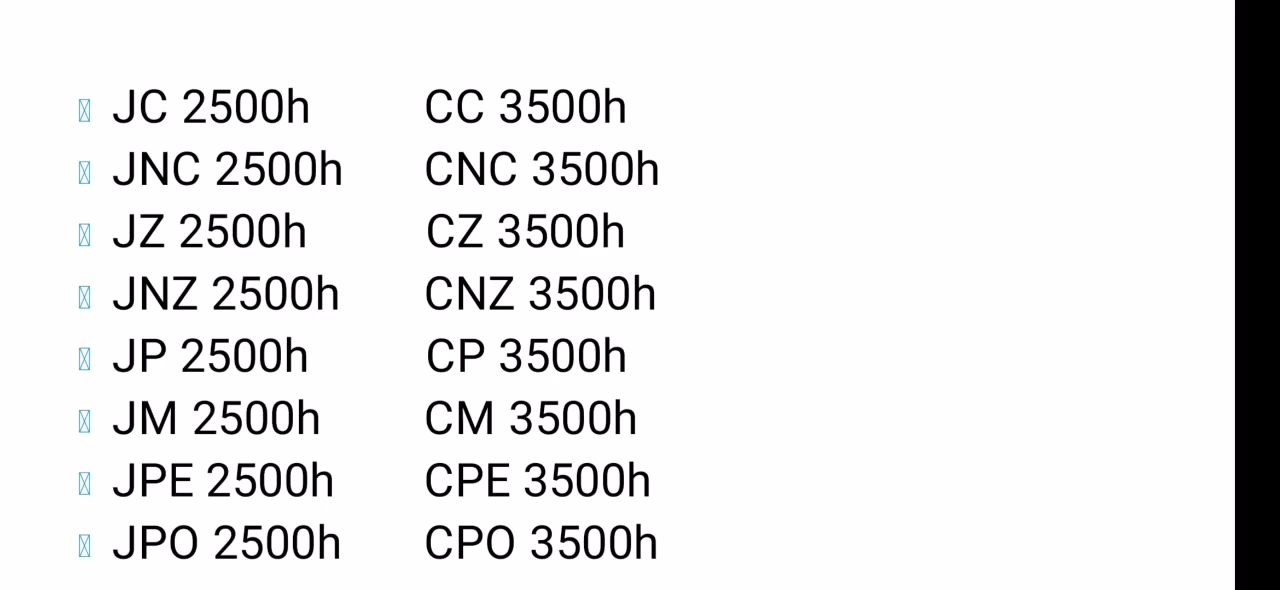 JC 2500h CC 3500h
JNC 2500h CNC 3500h
JZ 2500h CZ 3500h
JNZ 2500h CNZ 3500h
JP 2500h CP 3500h
JM 2500h CM 3500h
JPE 2500h CPE 3500h
JPO 2500h CPO 3500h